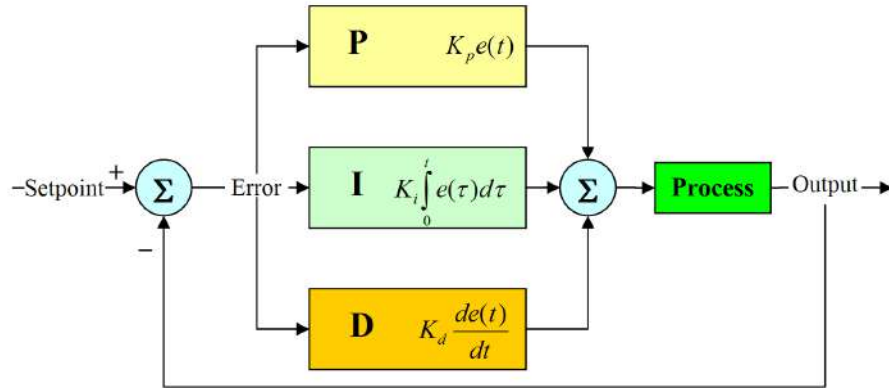 P K_p e(t)
–Setpoint + Σ Error I K_i ∫_0^t e(τ)dτ Σ Process Output
–
D K_d de(t)/dt